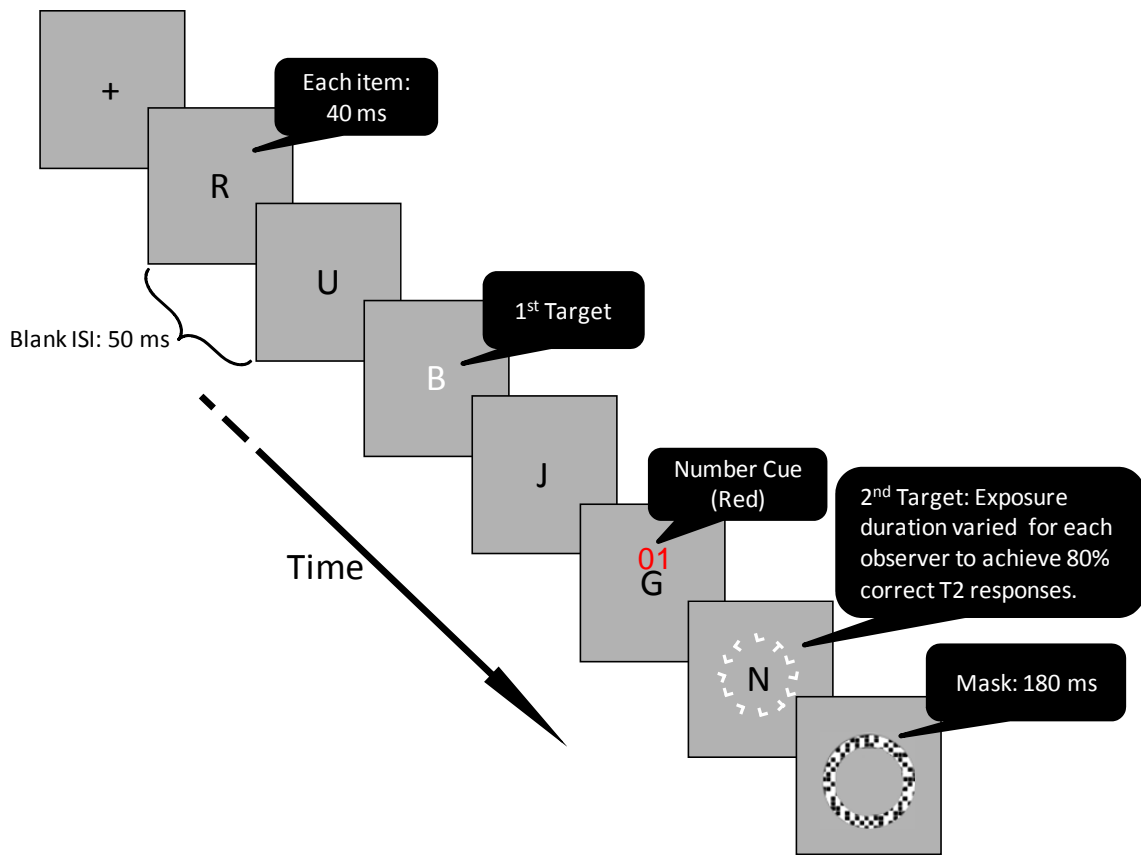 +
Each item:
40 ms
R
U
Blank ISI: 50 ms
1st Target
B
J
Number Cue
(Red)
01
G
Time
2nd Target: Exposure
duration varied for each
observer to achieve 80%
correct T2 responses.
N
Mask: 180 ms